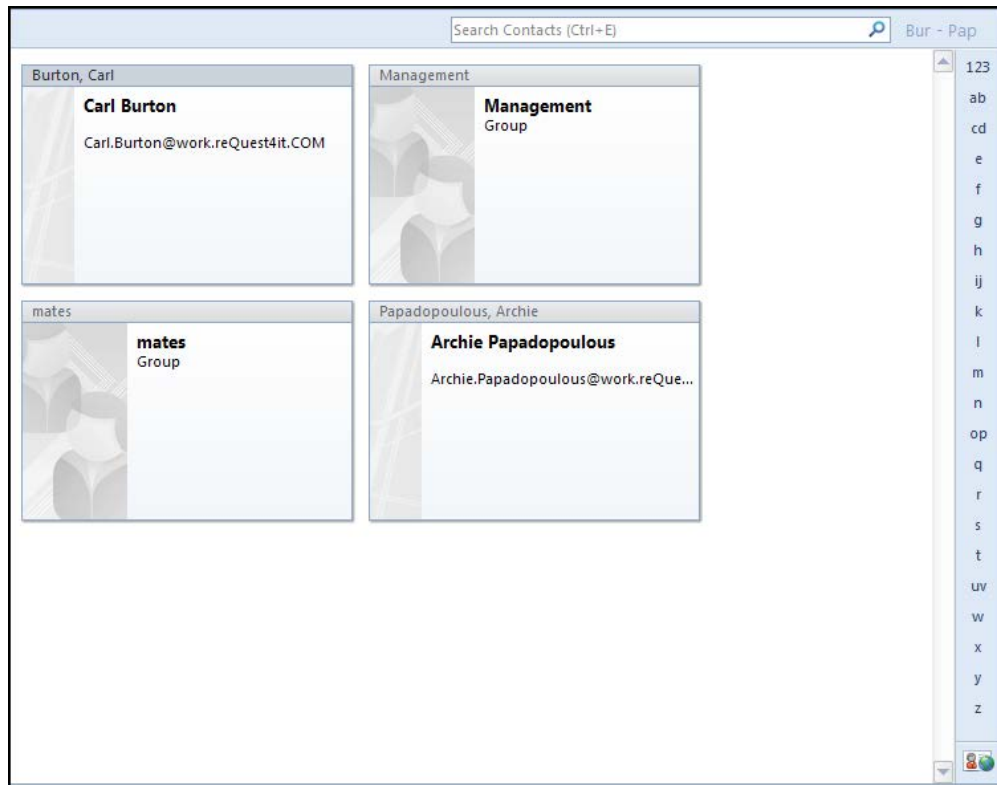 Search Contacts (Ctrl+E)
Bur - Pap
Burton, Carl
Carl Burton
Carl.Burton@work.reQuest4it.COM
Management
Management
Group
mates
mates
Group
Papadopoulous, Archie
Archie Papadopoulous
Archie.Papadopoulous@work.reQue...
123
ab
cd
e
f
g
h
ij
k
l
m
n
op
q
r
s
t
uv
w
x
y
z